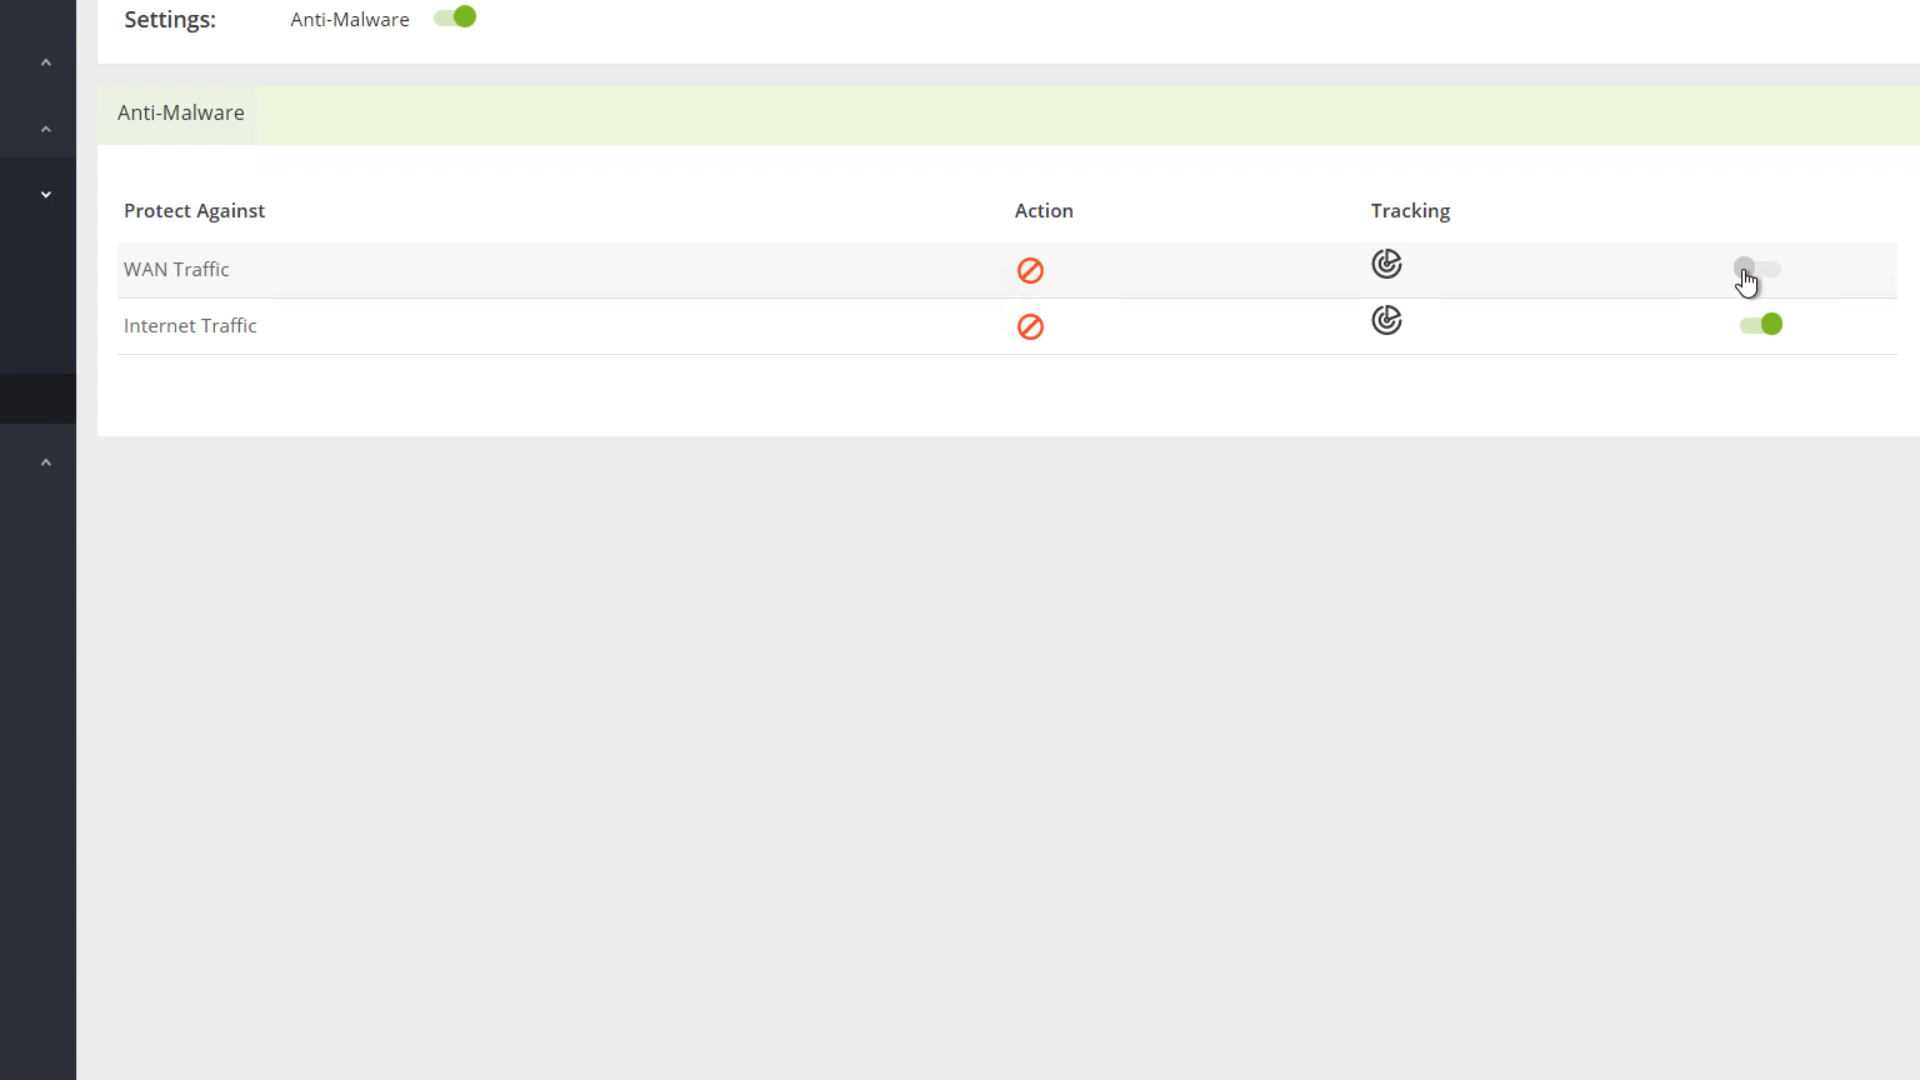 Settings: Anti-Malware
Anti-Malware
Protect Against Action Tracking
WAN Traffic
Internet Traffic